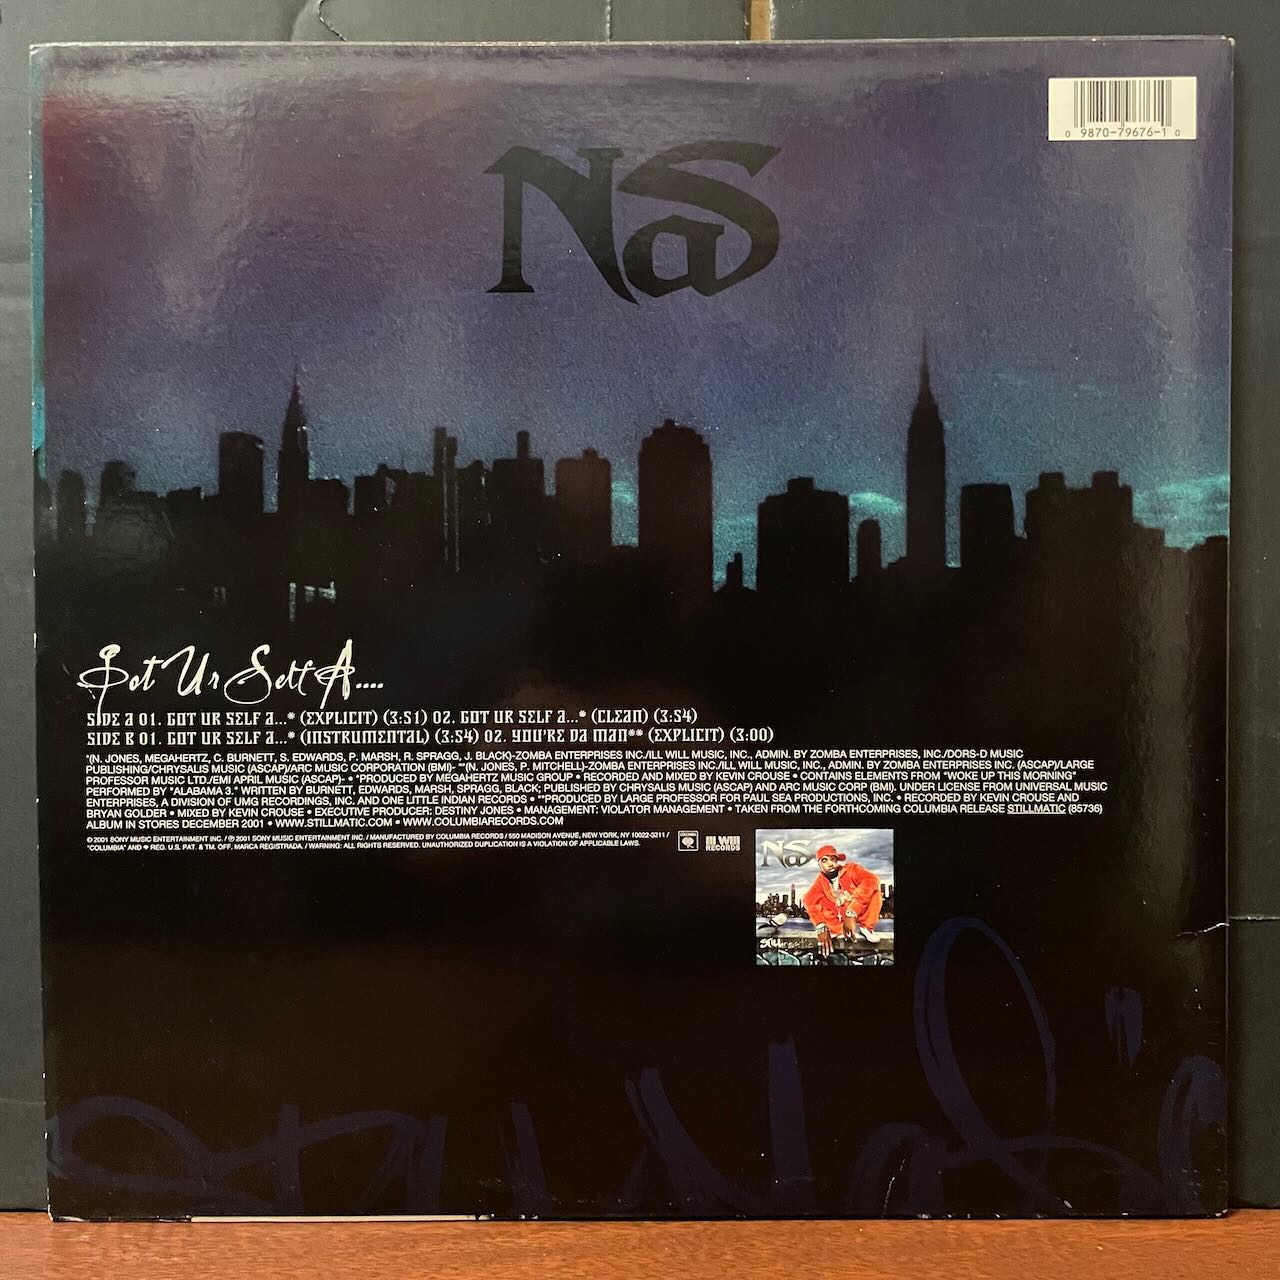 0 9870-79676-1 0
NaS
Got Ur Self A....
SIDE A 01. GOT UR SELF A...* (EXPLICIT) (3:51) 02. GOT UR SELF A...* (CLEAN) (3:54)
SIDE B 01. GOT UR SELF A...* (INSTRUMENTAL) (3:54) 02. YOU'RE DA MAN** (EXPLICIT) (3:00)
*(N. JONES, MEGAHERTZ, C. BURNETT, S. EDWARDS, P. MARSH, R. SPRAGG, J. BLACK)-ZOMBA ENTERPRISES INC./ILL WILL MUSIC, INC., ADMIN. BY ZOMBA ENTERPRISES, INC./DORS-D MUSIC
PUBLISHING/CHRYSALIS MUSIC (ASCAP)/ARC MUSIC CORPORATION (BMI)- **(N. JONES, P. MITCHELL)-ZOMBA ENTERPRISES INC./ILL WILL MUSIC, INC., ADMIN. BY ZOMBA ENTERPRISES INC. (ASCAP)/LARGE
PROFESSOR MUSIC LTD./EMI APRIL MUSIC (ASCAP)- • *PRODUCED BY MEGAHERTZ MUSIC GROUP • RECORDED AND MIXED BY KEVIN CROUSE • CONTAINS ELEMENTS FROM "WOKE UP THIS MORNING"
PERFORMED BY "ALABAMA 3." WRITTEN BY BURNETT, EDWARDS, MARSH, SPRAGG, BLACK; PUBLISHED BY CHRYSALIS MUSIC (ASCAP) AND ARC MUSIC CORP (BMI). UNDER LICENSE FROM UNIVERSAL MUSIC
ENTERPRISES, A DIVISION OF UMG RECORDINGS, INC. AND ONE LITTLE INDIAN RECORDS • **PRODUCED BY LARGE PROFESSOR FOR PAUL SEA PRODUCTIONS, INC. • RECORDED BY KEVIN CROUSE AND
BRYAN GOLDER • MIXED BY KEVIN CROUSE • EXECUTIVE PRODUCER: DESTINY JONES • MANAGEMENT: VIOLATOR MANAGEMENT • TAKEN FROM THE FORTHCOMING COLUMBIA RELEASE STILLMATIC (85736)
ALBUM IN STORES DECEMBER 2001 • WWW.STILLMATIC.COM • WWW.COLUMBIARECORDS.COM
© 2001 SONY MUSIC ENTERTAINMENT INC. / ℗ 2001 SONY MUSIC ENTERTAINMENT INC. / MANUFACTURED BY COLUMBIA RECORDS / 550 MADISON AVENUE, NEW YORK, NY 10022-3211 /
"COLUMBIA" AND REG. U.S. PAT. & TM. OFF. MARCA REGISTRADA. / WARNING: ALL RIGHTS RESERVED. UNAUTHORIZED DUPLICATION IS A VIOLATION OF APPLICABLE LAWS.
COLUMBIA
Ill Will
RECORDS
NaS
Stillmatic